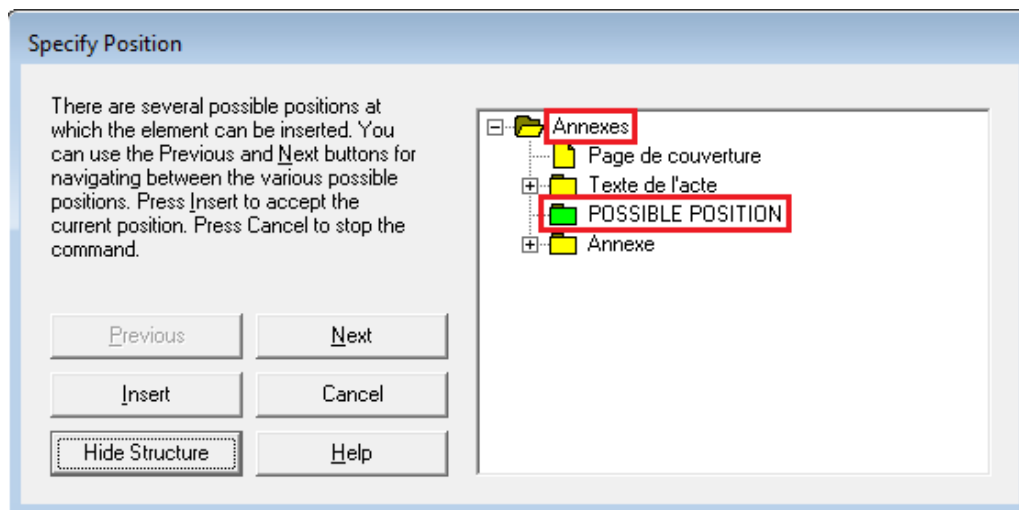 Specify Position
There are several possible positions at
which the element can be inserted. You
can use the Previous and Next buttons for
navigating between the various possible
positions. Press Insert to accept the
current position. Press Cancel to stop the
command.
Previous
Next
Insert
Cancel
Hide Structure
Help
Annexes
Page de couverture
Texte de l'acte
POSSIBLE POSITION
Annexe